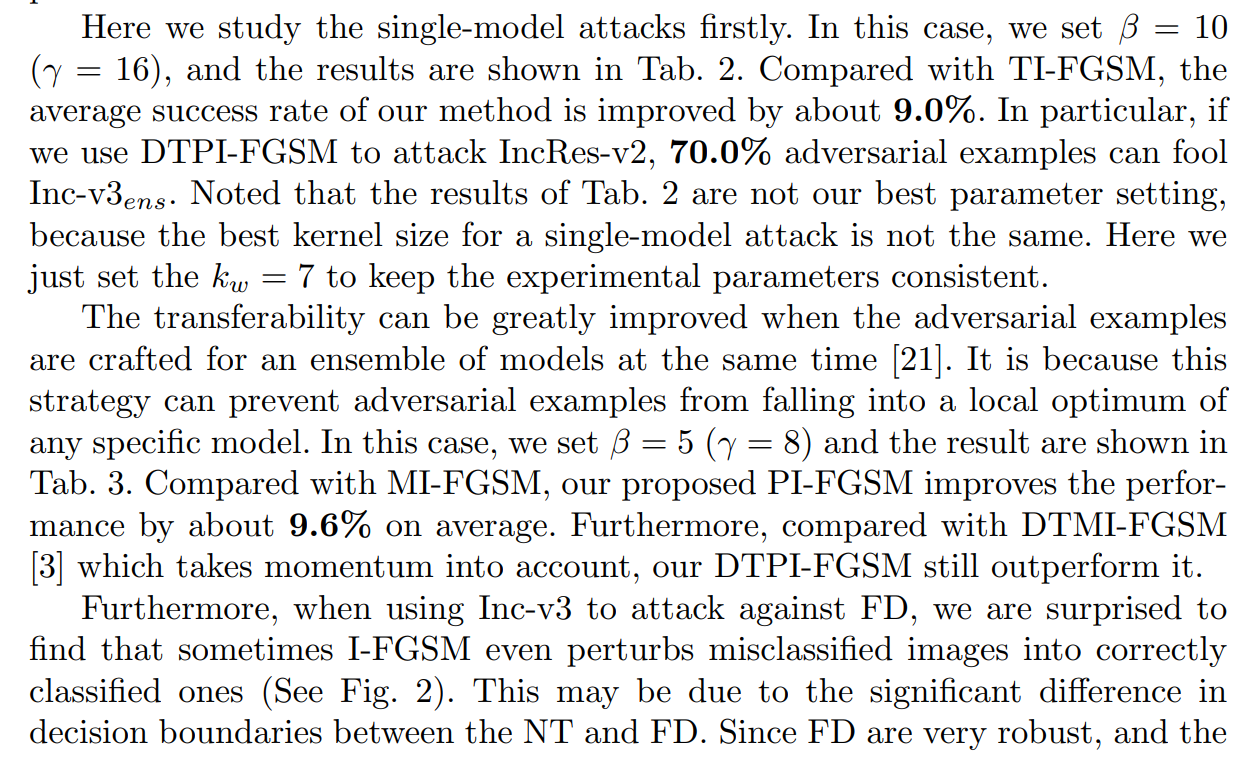 Here we study the single-model attacks firstly. In this case, we set β = 10
(γ = 16), and the results are shown in Tab. 2. Compared with TI-FGSM, the
average success rate of our method is improved by about 9.0%. In particular, if
we use DTPI-FGSM to attack IncRes-v2, 70.0% adversarial examples can fool
Inc-v3ens. Noted that the results of Tab. 2 are not our best parameter setting,
because the best kernel size for a single-model attack is not the same. Here we
just set the kw = 7 to keep the experimental parameters consistent.
The transferability can be greatly improved when the adversarial examples
are crafted for an ensemble of models at the same time [21]. It is because this
strategy can prevent adversarial examples from falling into a local optimum of
any specific model. In this case, we set β = 5 (γ = 8) and the result are shown in
Tab. 3. Compared with MI-FGSM, our proposed PI-FGSM improves the perfor-
mance by about 9.6% on average. Furthermore, compared with DTMI-FGSM
[3] which takes momentum into account, our DTPI-FGSM still outperform it.
Furthermore, when using Inc-v3 to attack against FD, we are surprised to
find that sometimes I-FGSM even perturbs misclassified images into correctly
classified ones (See Fig. 2). This may be due to the significant difference in
decision boundaries between the NT and FD. Since FD are very robust, and the